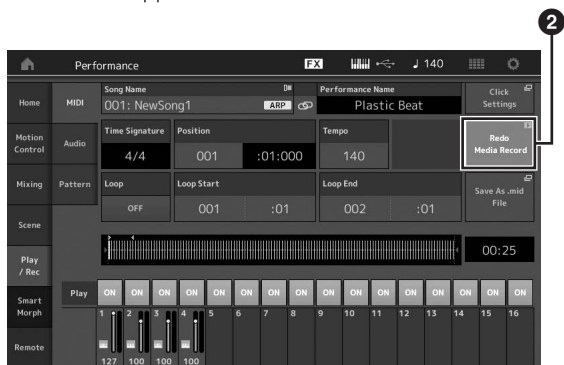 2
Performance
FX
140
Home
Motion Control
Mixing
Scene
Play / Rec
Smart Morph
Remote
MIDI
Audio
Pattern
Song Name
001: NewSong1
ARP
Performance Name
Plastic Beat
Click Settings
Time Signature
4/4
Position
001 :01:000
Tempo
140
Redo Media Record
Loop
OFF
Loop Start
001 :01
Loop End
002 :01
Save As .mid File
00:25
Play
ON ON ON ON ON ON ON ON ON ON ON ON ON ON ON ON
1 2 3 4 5 6 7 8 9 10 11 12 13 14 15 16
127 100 100 100